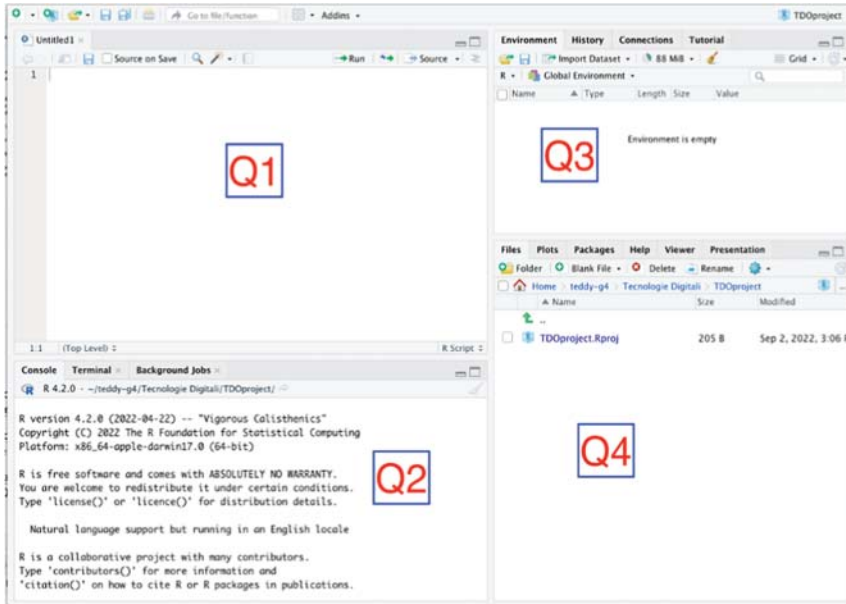 Go to file/function
Addins
TDOproject
Untitled1
Source on Save
Run
Source
1
Q1
1:1 (Top Level)
R Script
Console Terminal Background Jobs
R 4.2.0 · ~/teddy-g4/Tecnologie Digitali/TDOproject/
R version 4.2.0 (2022-04-22) -- "Vigorous Calisthenics"
Copyright (C) 2022 The R Foundation for Statistical Computing
Platform: x86_64-apple-darwin17.0 (64-bit)
R is free software and comes with ABSOLUTELY NO WARRANTY.
You are welcome to redistribute it under certain conditions.
Type 'license()' or 'licence()' for distribution details.
Natural language support but running in an English locale
R is a collaborative project with many contributors.
Type 'contributors()' for more information and
'citation()' on how to cite R or R packages in publications.
Q2
Environment History Connections Tutorial
Import Dataset 88 MiB Grid
R Global Environment
Name Type Length Size Value
Environment is empty
Q3
Files Plots Packages Help Viewer Presentation
Folder Blank File Delete Rename
Home teddy-g4 Tecnologie Digitali TDOproject
Name Size Modified
..
TDOproject.Rproj 205 B Sep 2, 2022, 3:06
Q4